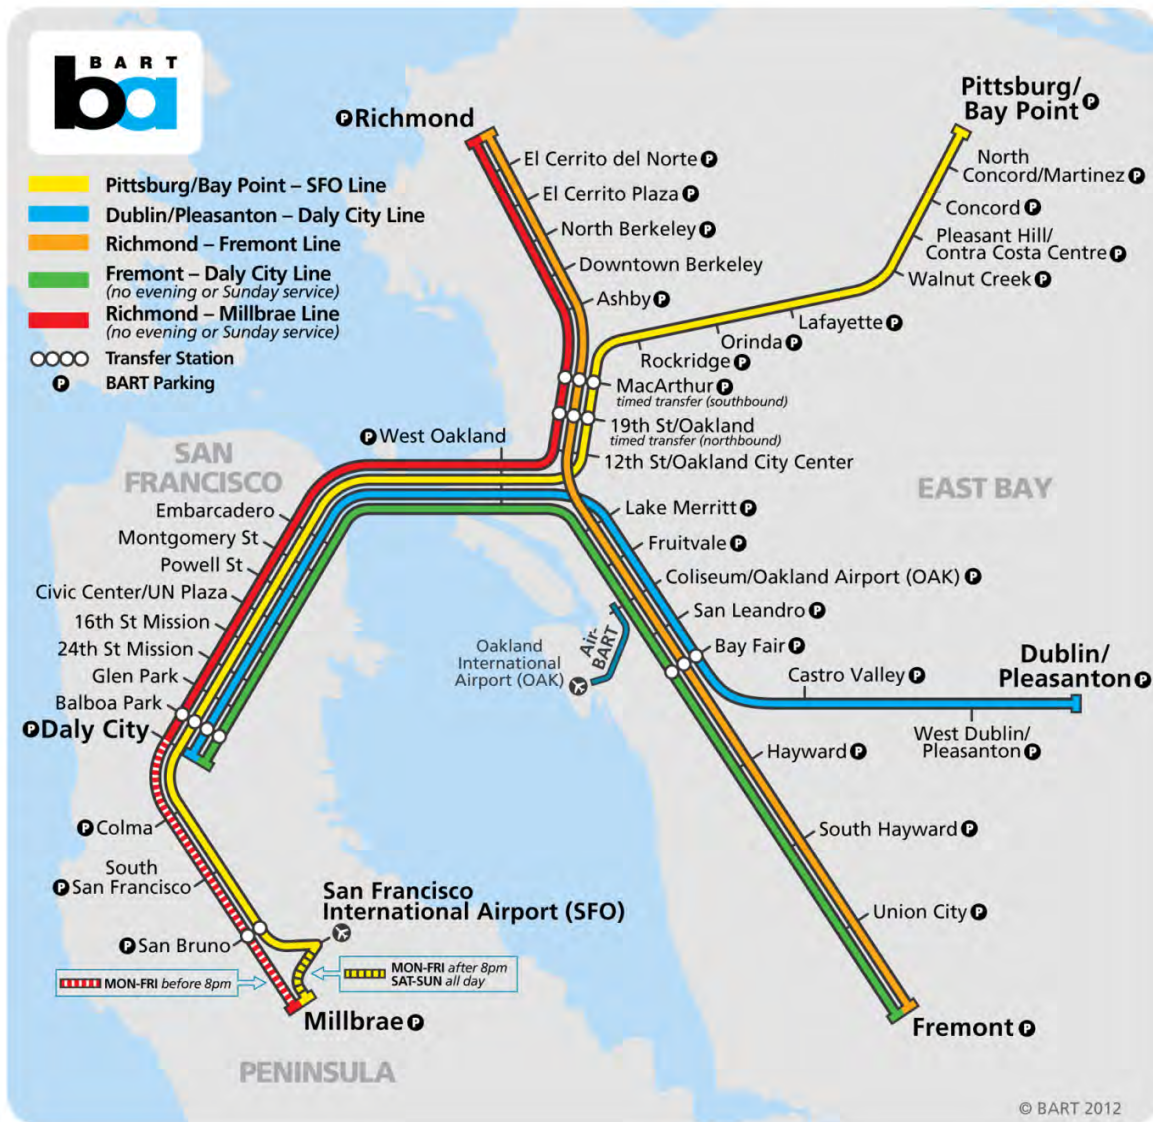 BART
ba
Pittsburg/Bay Point – SFO Line
Dublin/Pleasanton – Daly City Line
Richmond – Fremont Line
Fremont – Daly City Line
(no evening or Sunday service)
Richmond – Millbrae Line
(no evening or Sunday service)
Transfer Station
P BART Parking
P Richmond
El Cerrito del Norte P
El Cerrito Plaza P
North Berkeley P
Downtown Berkeley
Ashby P
Pittsburg/
Bay Point P
North
Concord/Martinez P
Concord P
Pleasant Hill/
Contra Costa Centre P
Walnut Creek P
Lafayette P
Orinda P
Rockridge P
MacArthur P
timed transfer (southbound)
19th St/Oakland
timed transfer (northbound)
12th St/Oakland City Center
P West Oakland
SAN
FRANCISCO
EAST BAY
Embarcadero
Montgomery St
Powell St
Civic Center/UN Plaza
16th St Mission
24th St Mission
Glen Park
Balboa Park
P Daly City
Lake Merritt P
Fruitvale P
Coliseum/Oakland Airport (OAK) P
San Leandro P
Bay Fair P
Air-
BART
Oakland
International
Airport (OAK)
Castro Valley P
Dublin/
Pleasanton P
West Dublin/
Pleasanton P
Hayward P
South Hayward P
Union City P
Fremont P
P Colma
South
P San Francisco
San Francisco
International Airport (SFO)
P San Bruno
MON-FRI before 8pm
MON-FRI after 8pm
SAT-SUN all day
Millbrae P
PENINSULA
© BART 2012